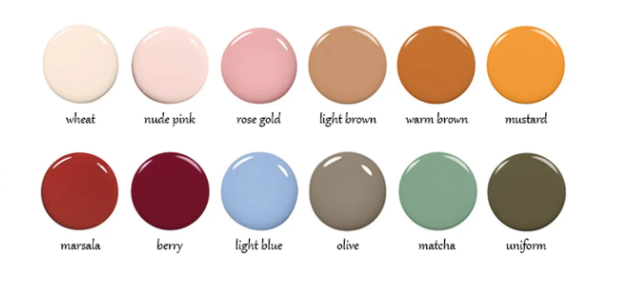 wheat nude pink rose gold light brown warm brown mustard
marsala berry light blue olive matcha uniform